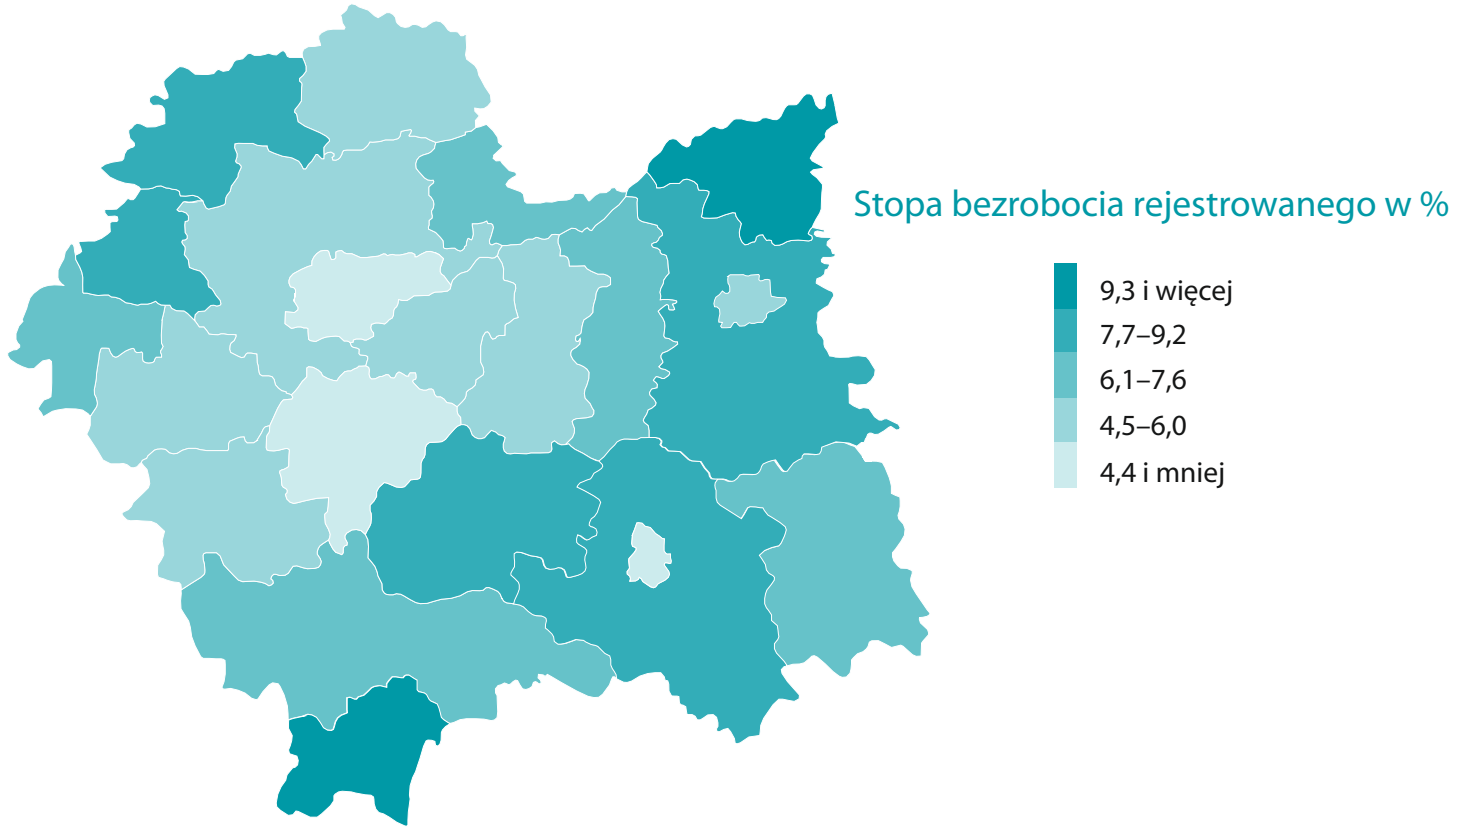 Stopa bezrobocia rejestrowanego w %
9,3 i więcej
7,7–9,2
6,1–7,6
4,5–6,0
4,4 i mniej